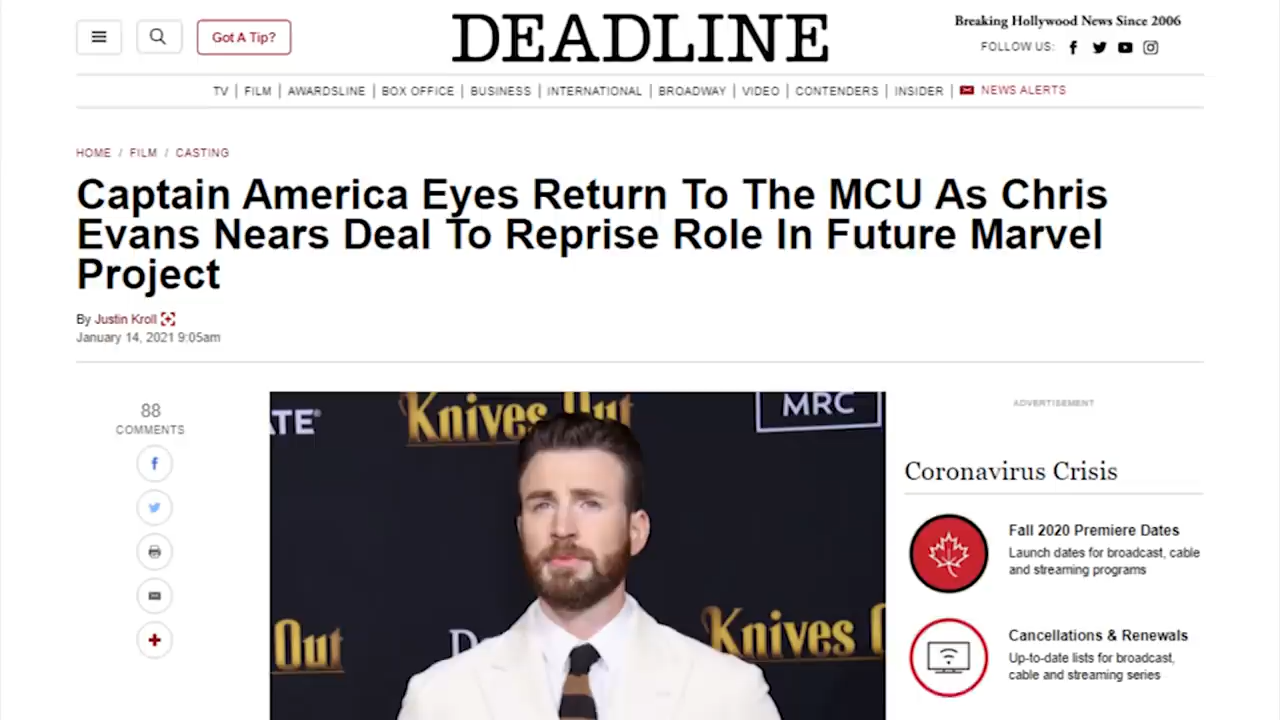 Got A Tip?
DEADLINE
Breaking Hollywood News Since 2006
FOLLOW US:
TV | FILM | AWARDSLINE | BOX OFFICE | BUSINESS | INTERNATIONAL | BROADWAY | VIDEO | CONTENDERS | INSIDER | NEWS ALERTS
HOME / FILM / CASTING
Captain America Eyes Return To The MCU As Chris
Evans Nears Deal To Reprise Role In Future Marvel
Project
By Justin Kroll
January 14, 2021 9:05am
88
COMMENTS
TE
Knives Out
MRC
Out
Knives O
ADVERTISEMENT
Coronavirus Crisis
Fall 2020 Premiere Dates
Launch dates for broadcast, cable
and streaming programs
Cancellations & Renewals
Up-to-date lists for broadcast,
cable and streaming series